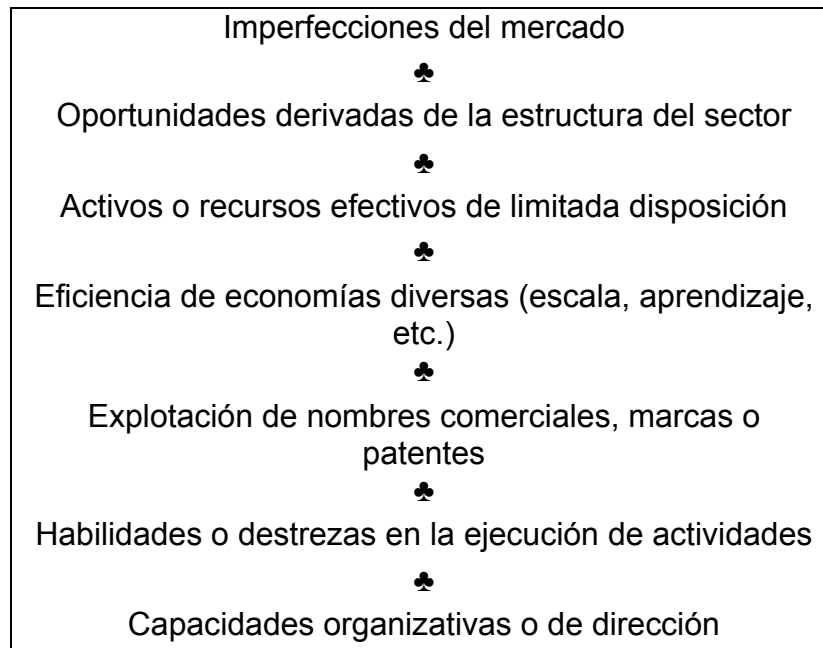 Imperfecciones del mercado
♣
Oportunidades derivadas de la estructura del sector
♣
Activos o recursos efectivos de limitada disposición
♣
Eficiencia de economías diversas (escala, aprendizaje,
etc.)
♣
Explotación de nombres comerciales, marcas o
patentes
♣
Habilidades o destrezas en la ejecución de actividades
♣
Capacidades organizativas o de dirección